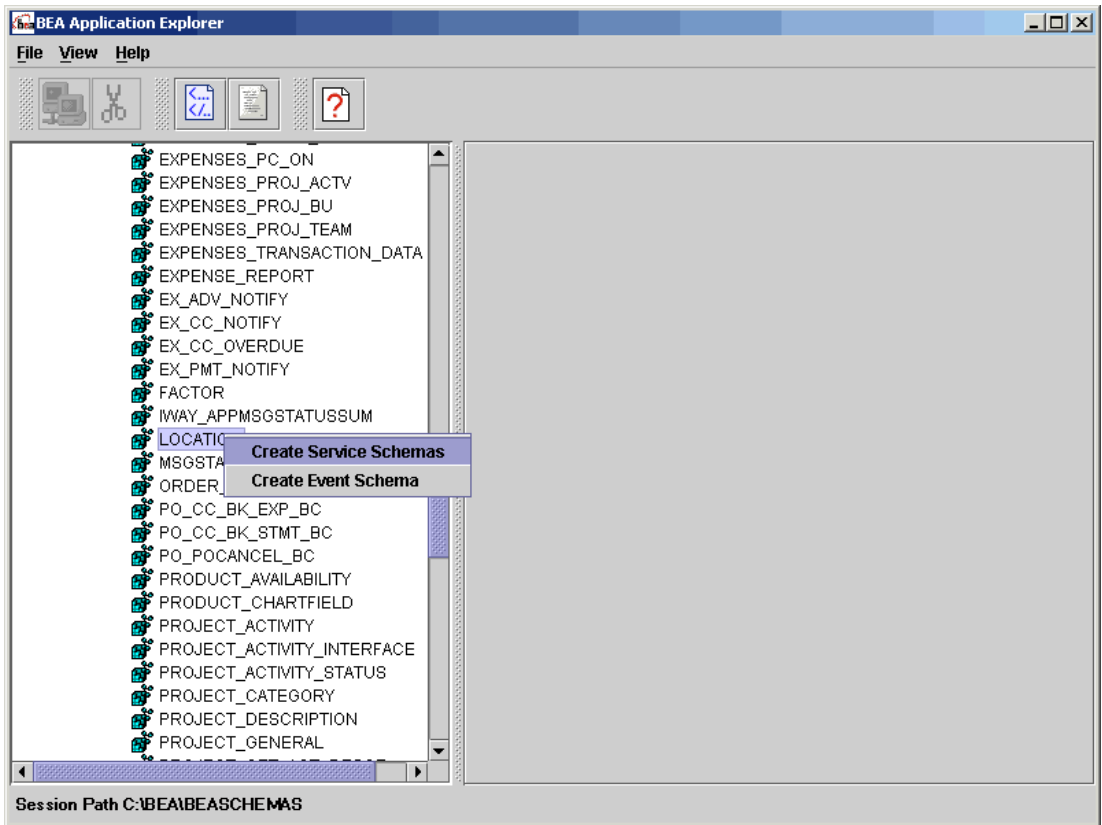 BEA Application Explorer
File View Help
EXPENSES_PC_ON
EXPENSES_PROJ_ACTV
EXPENSES_PROJ_BU
EXPENSES_PROJ_TEAM
EXPENSES_TRANSACTION_DATA
EXPENSE_REPORT
EX_ADV_NOTIFY
EX_CC_NOTIFY
EX_CC_OVERDUE
EX_PMT_NOTIFY
FACTOR
IWAY_APPMSGSTATUSSUM
LOCATIO
Create Service Schemas
MSGSTA
Create Event Schema
ORDER_
PO_CC_BK_EXP_BC
PO_CC_BK_STMT_BC
PO_POCANCEL_BC
PRODUCT_AVAILABILITY
PRODUCT_CHARTFIELD
PROJECT_ACTIVITY
PROJECT_ACTIVITY_INTERFACE
PROJECT_ACTIVITY_STATUS
PROJECT_CATEGORY
PROJECT_DESCRIPTION
PROJECT_GENERAL
Session Path C:\BEA\BEASCHEMAS